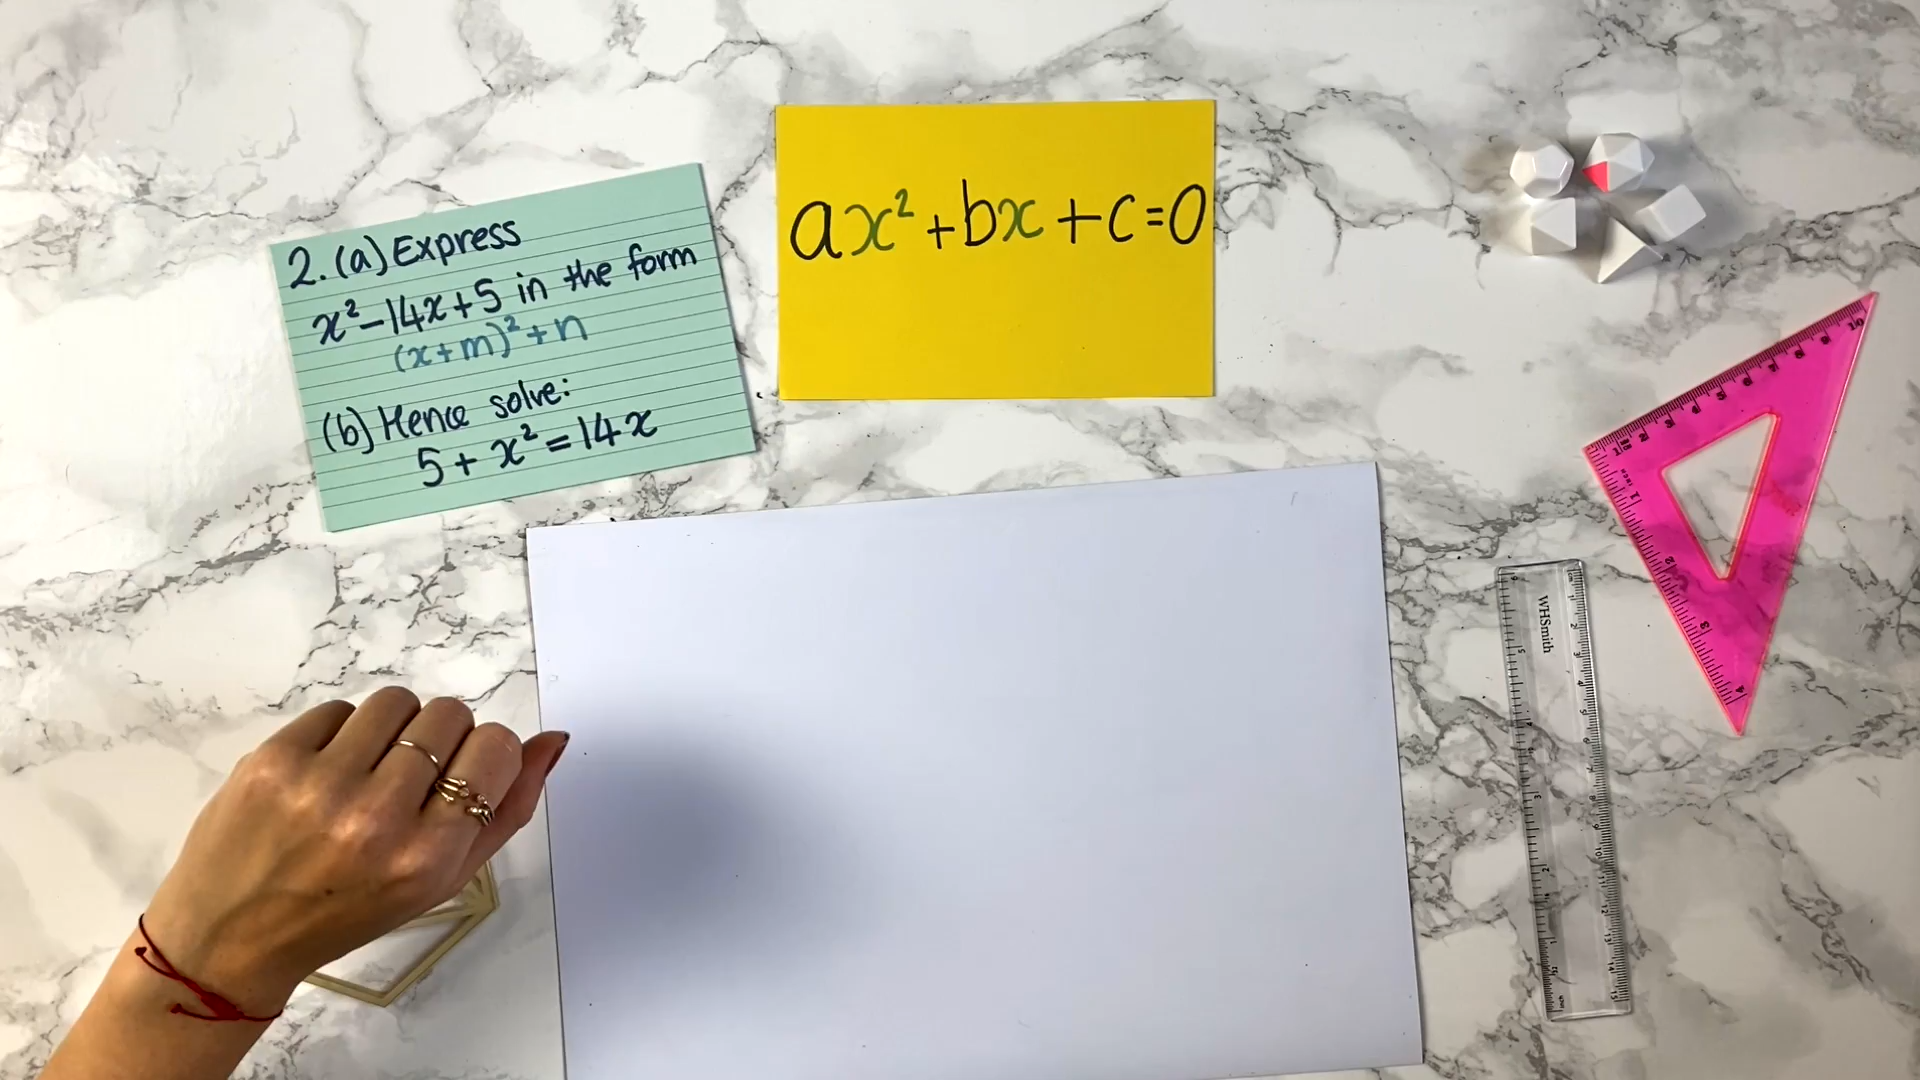 2. (a) Express
x² - 14x + 5 in the form
(x + m)² + n
(b) Hence solve:
5 + x² = 14x
ax² + bx + c = 0
WHSmith